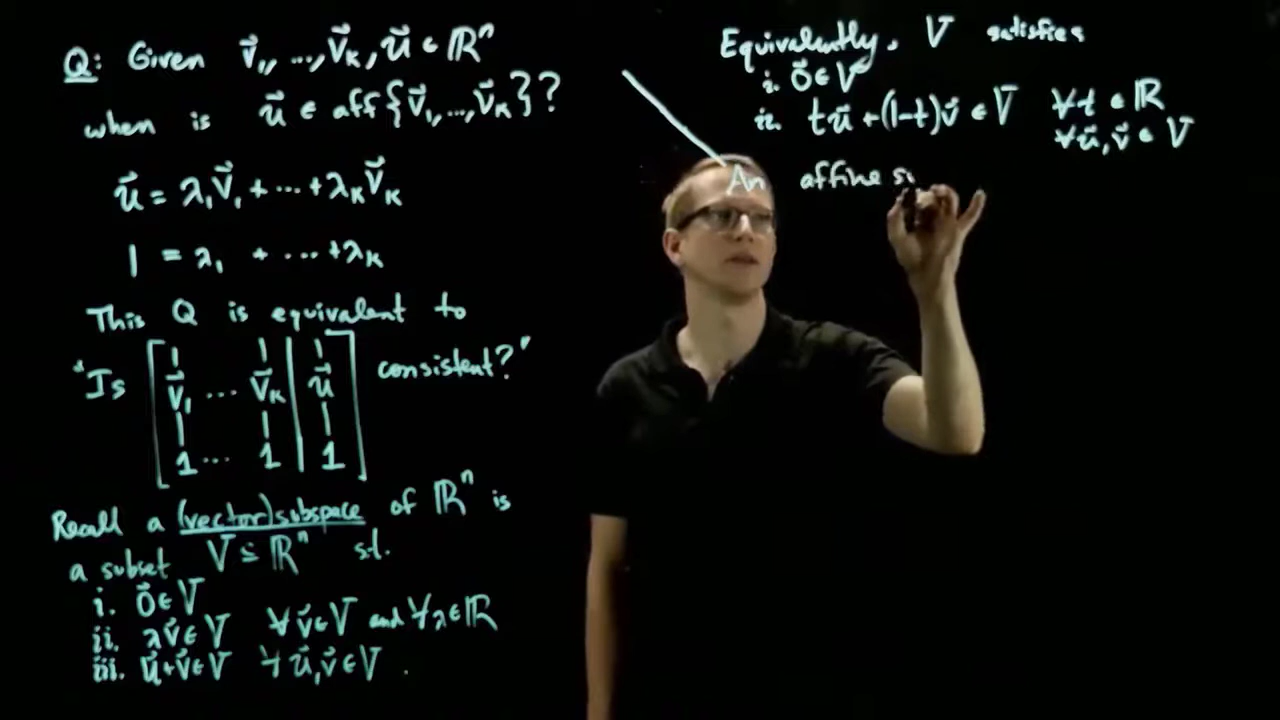 Q: Given v⃗₁, ..., v⃗ₖ, u⃗ ∈ ℝⁿ
when is u⃗ ∈ aff{v⃗₁, ..., v⃗ₖ}??
u⃗ = λ₁v⃗₁ + ... + λₖv⃗ₖ
1 = λ₁ + ... + λₖ
This Q is equivalent to
"Is [ | | | |
v⃗₁ ... v⃗ₖ | u⃗ consistent?"
| | | |
1 ... 1 | 1 ]
Recall a (vector) subspace of ℝⁿ is
a subset V ⊆ ℝⁿ s.t.
i. 0⃗ ∈ V
ii. λv⃗ ∈ V ∀ v⃗ ∈ V and ∀ λ ∈ ℝ
iii. u⃗ + v⃗ ∈ V ∀ u⃗, v⃗ ∈ V.
Equivalently, V satisfies
i. 0⃗ ∈ V
ii. tu⃗ + (1-t)v⃗ ∈ V ∀ t ∈ ℝ
∀ u⃗, v⃗ ∈ V
An affine su